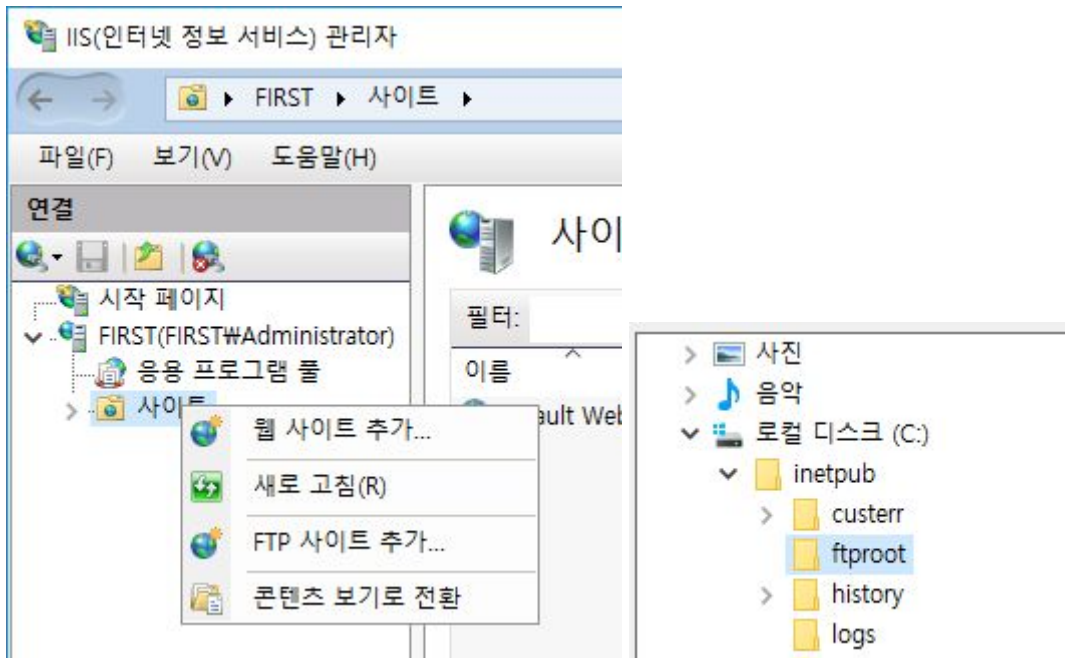 IIS(인터넷 정보 서비스) 관리자
FIRST 사이트
파일(F) 보기(V) 도움말(H)
연결
시작 페이지
FIRST(FIRST₩Administrator)
응용 프로그램 풀
사이트
웹 사이트 추가...
새로 고침(R)
FTP 사이트 추가...
콘텐츠 보기로 전환
사이
필터:
이름
ault Web
사진
음악
로컬 디스크 (C:)
inetpub
custerr
ftproot
history
logs